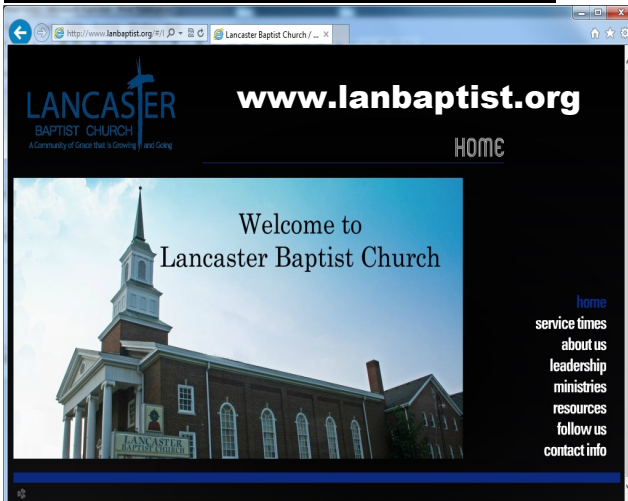 http://www.lanbaptist.org/#/l
Lancaster Baptist Church / ...
LANCASTER
BAPTIST CHURCH
A Community of Grace that is Growing and Going
www.lanbaptist.org
HOME
Welcome to
Lancaster Baptist Church
LANCASTER
BAPTIST CHURCH
home
service times
about us
leadership
ministries
resources
follow us
contact info